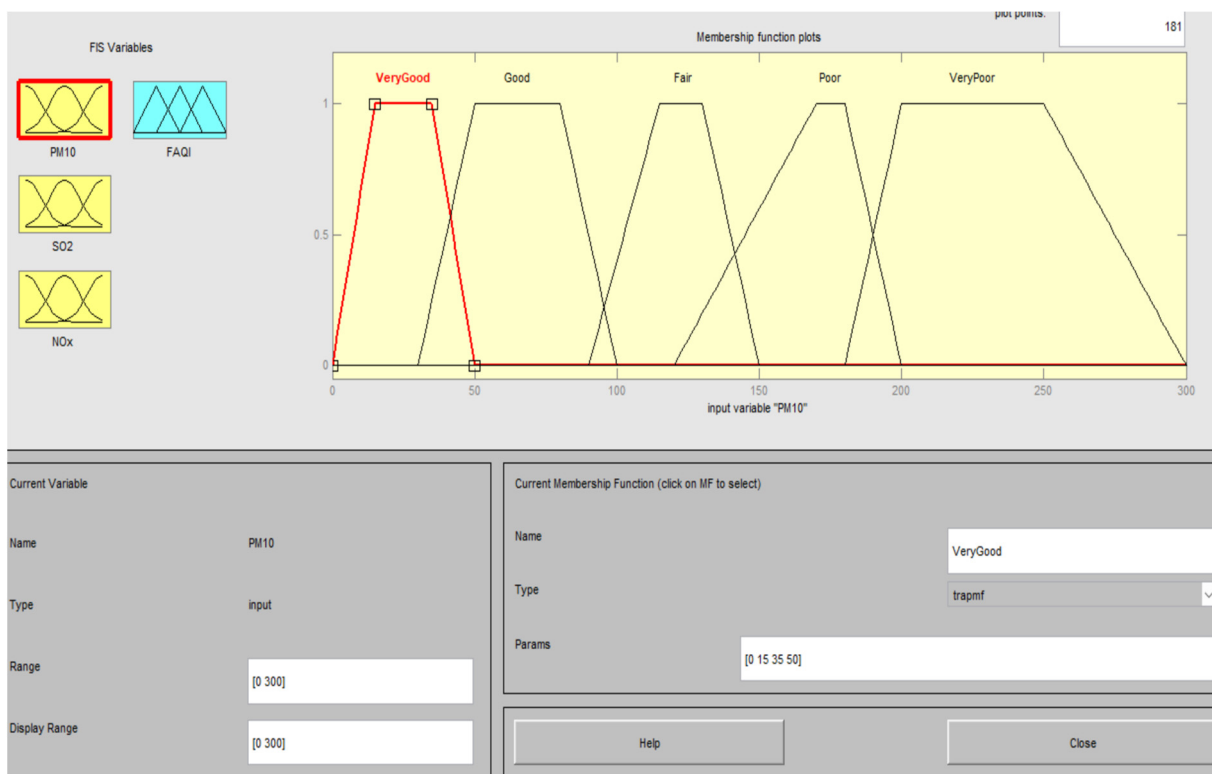 plot points:
181
FIS Variables
Membership function plots
VeryGood Good Fair Poor VeryPoor
PM10 FAQI
SO2
NOx
1
0.5
0
0 50 100 150 200 250 300
input variable "PM10"
Current Variable
Name PM10
Type input
Range [0 300]
Display Range [0 300]
Current Membership Function (click on MF to select)
Name VeryGood
Type trapmf
Params [0 15 35 50]
Help Close